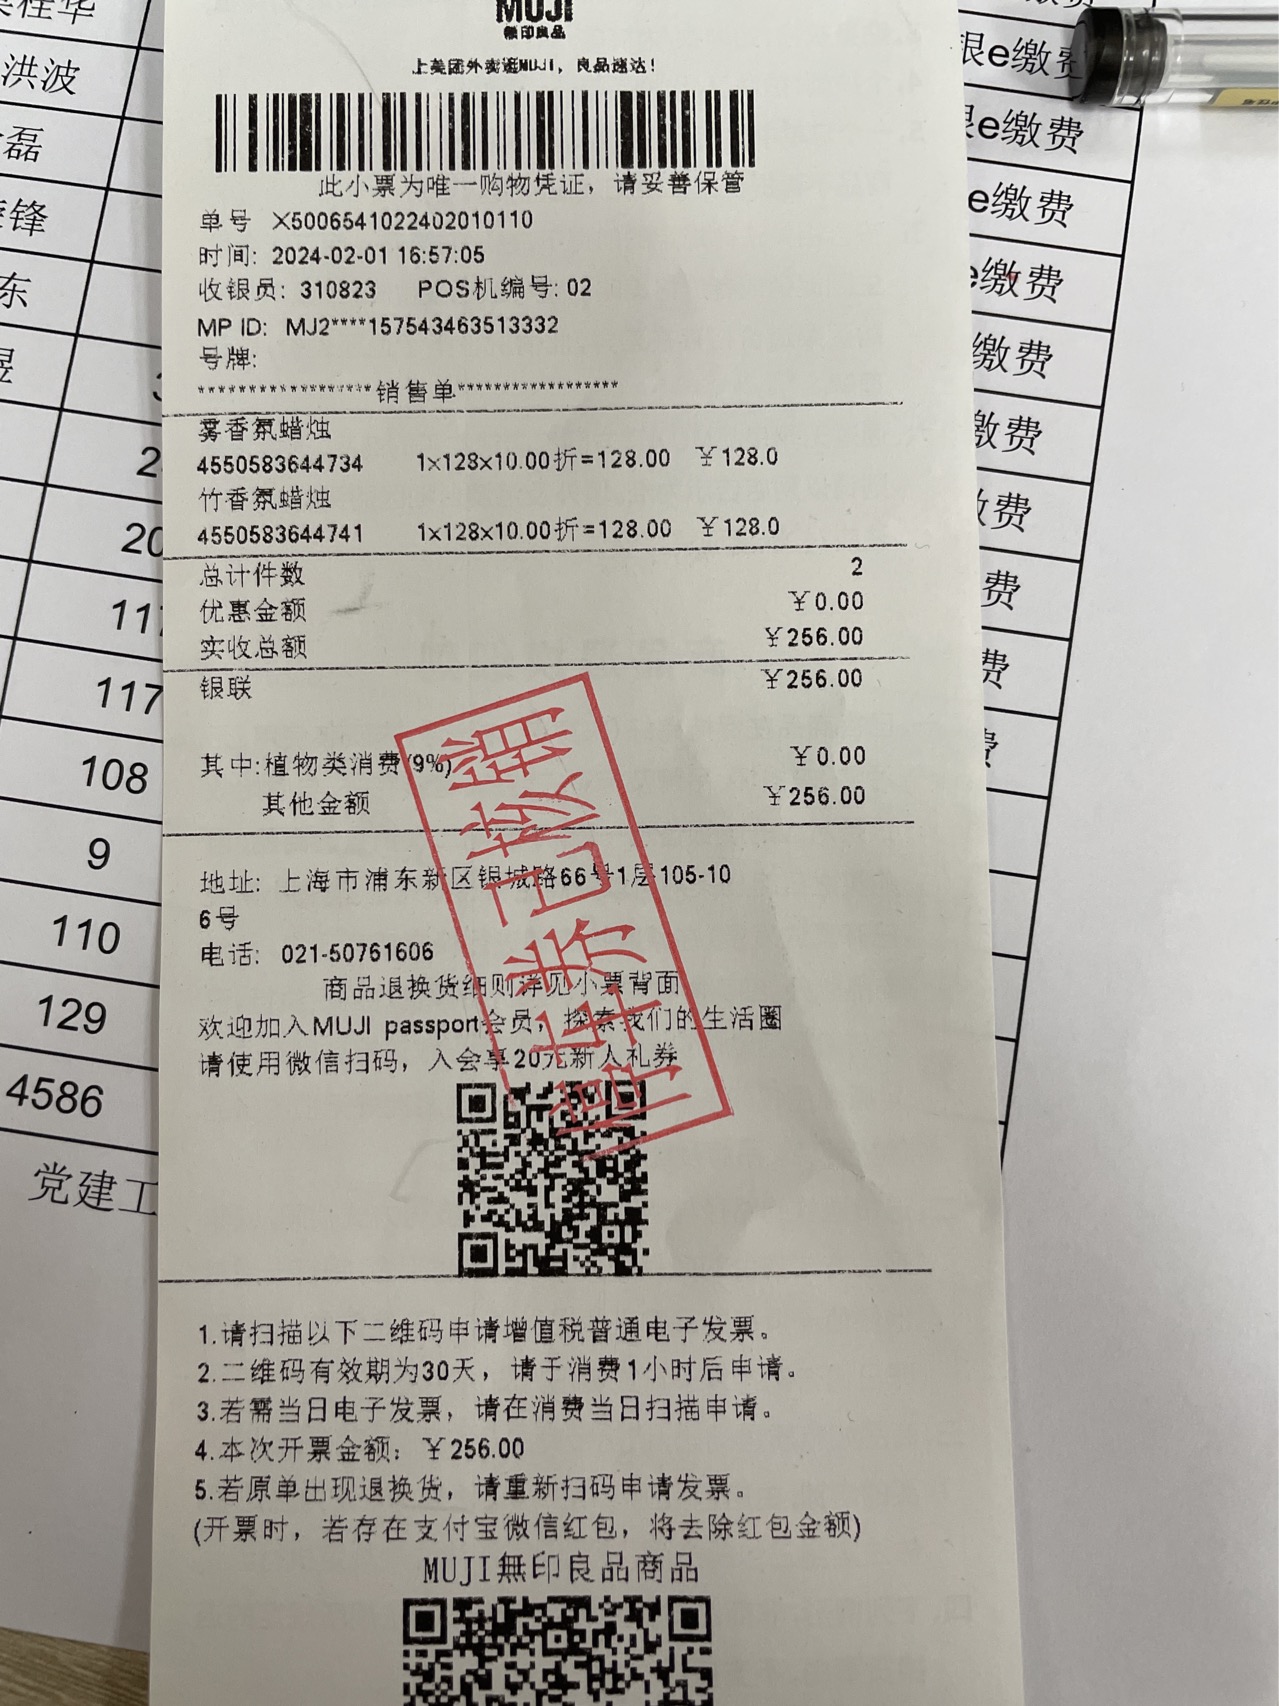 MUJI
無印良品
上美团外卖逛MUJI，良品速达！
此小票为唯一购物凭证，请妥善保管
单号 X5006541022402010110
时间: 2024-02-01 16:57:05
收银员: 310823 POS机编号: 02
MP ID: MJ2****157543463513332
号牌:
******************销售单*****************
雾香氛蜡烛
4550583644734 1×128×10.00折=128.00 ￥128.0
竹香氛蜡烛
4550583644741 1×128×10.00折=128.00 ￥128.0
总计件数 2
优惠金额 ￥0.00
实收总额 ￥256.00
银联 ￥256.00
其中:植物类消费(9%) ￥0.00
其他金额 ￥256.00
地址: 上海市浦东新区银城路66号1层105-10
6号
电话: 021-50761606
商品退换货细则详见小票背面
欢迎加入MUJI passport会员，探索我们的生活圈
请使用微信扫码，入会享20元新人礼券
停车券已核销
1.请扫描以下二维码申请增值税普通电子发票。
2.二维码有效期为30天，请于消费1小时后申请。
3.若需当日电子发票，请在消费当日扫描申请。
4.本次开票金额: ￥256.00
5.若原单出现退换货，请重新扫码申请发票。
(开票时，若存在支付宝微信红包，将去除红包金额)
MUJI無印良品商品
洪波
磊
锋
东
20
117
117
108
9
110
129
4586
党建工
银e缴费
e缴费
e缴费
e缴费
缴费
缴费
费
费
费